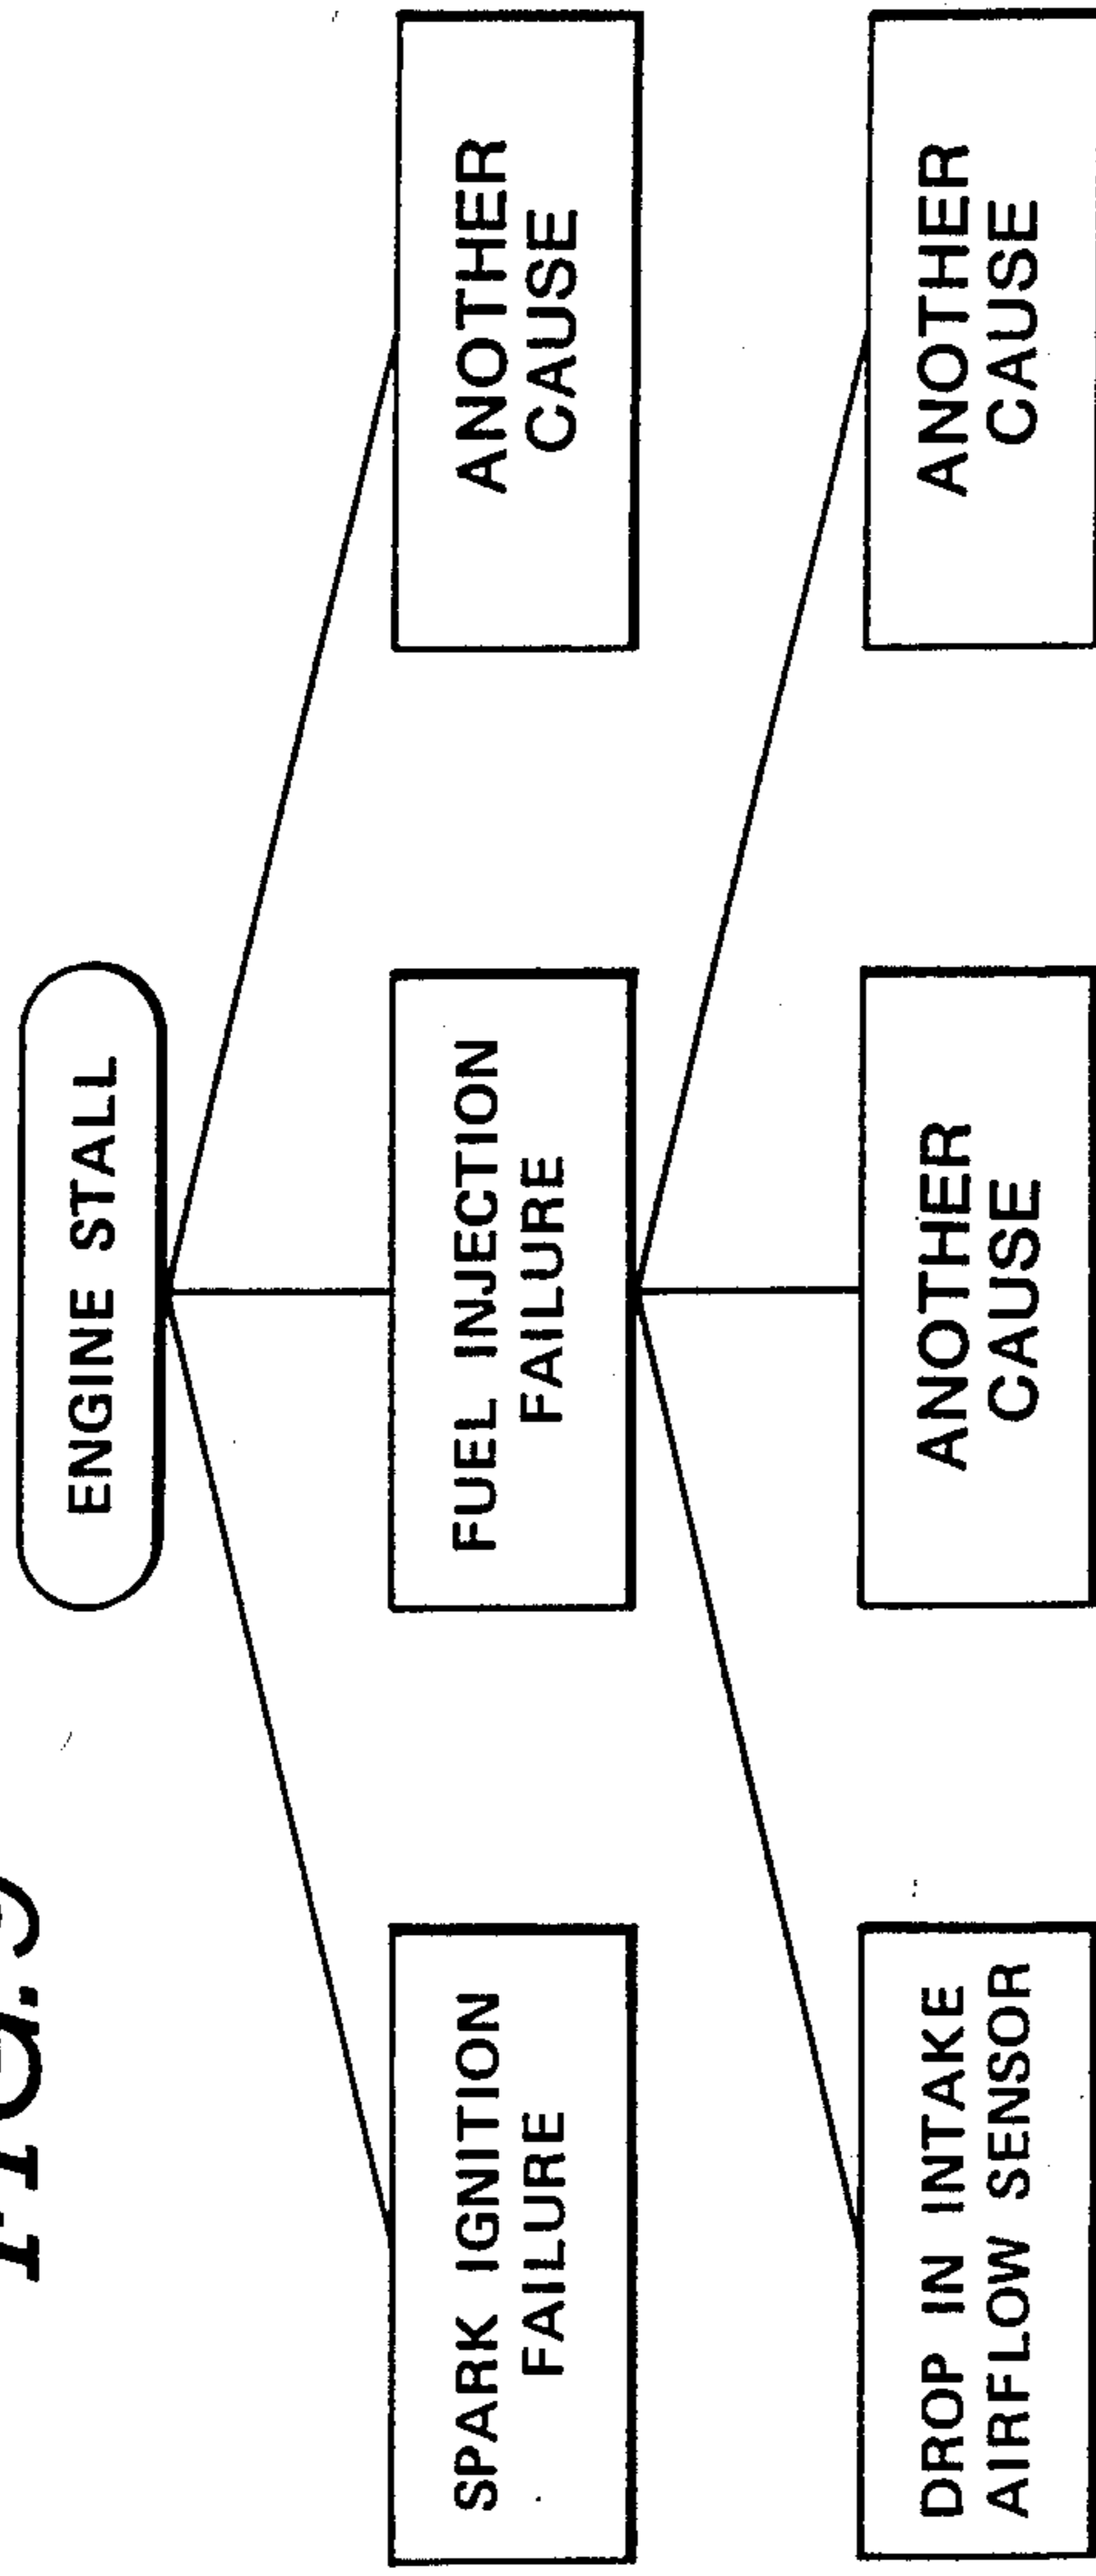 ENGINE STALL
SPARK IGNITION
FAILURE
FUEL INJECTION
FAILURE
ANOTHER
CAUSE
DROP IN INTAKE
AIRFLOW SENSOR
ANOTHER
CAUSE
ANOTHER
CAUSE